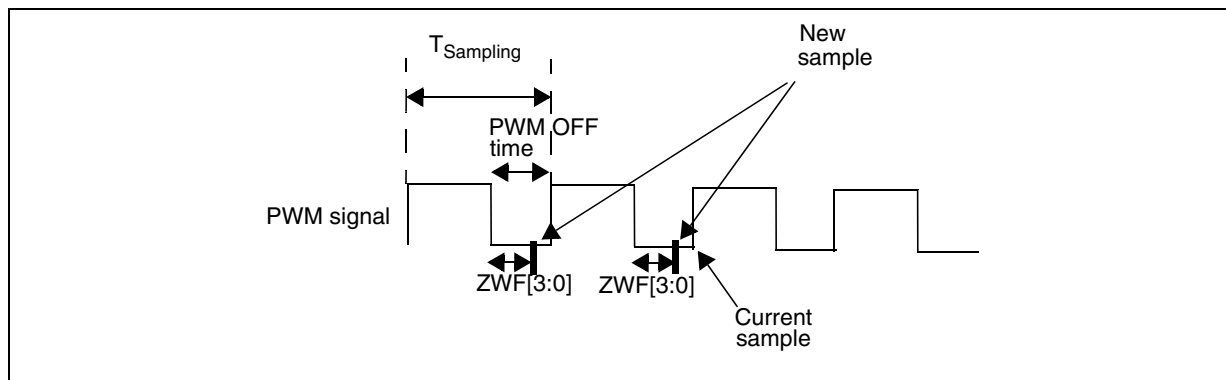 T_Sampling
New
sample
PWM OFF
time
PWM signal
ZWF[3:0]
ZWF[3:0]
Current
sample